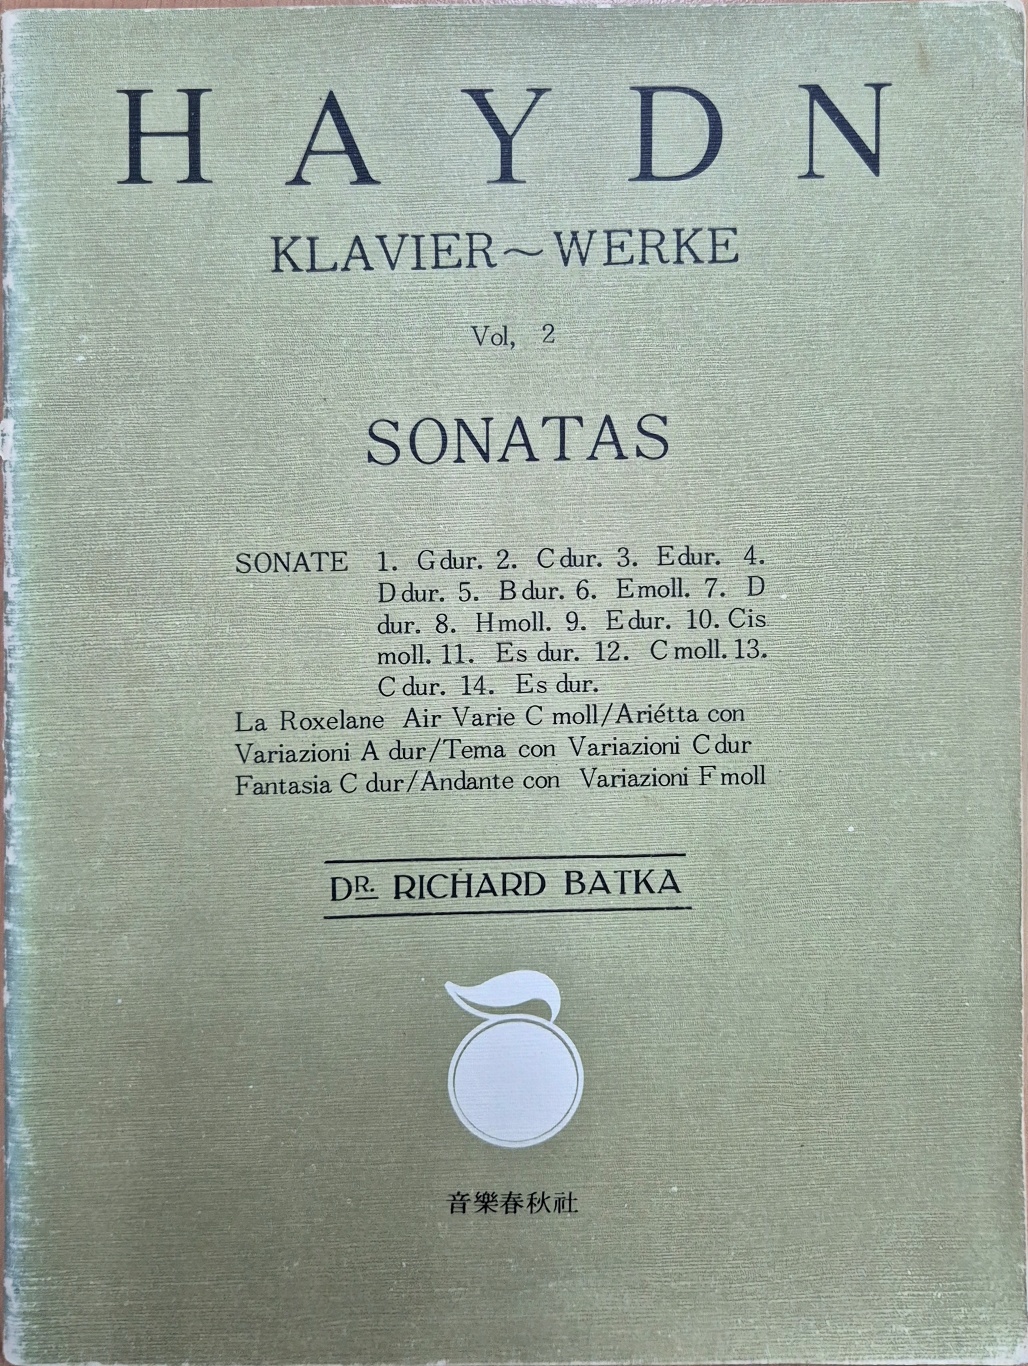 HAYDN
KLAVIER～WERKE
Vol, 2
SONATAS
SONATE 1. G dur. 2. C dur. 3. E dur. 4.
D dur. 5. B dur. 6. E moll. 7. D
dur. 8. H moll. 9. E dur. 10. Cis
moll. 11. Es dur. 12. C moll. 13.
C dur. 14. Es dur.
La Roxelane Air Varie C moll/Ariétta con
Variazioni A dur/Tema con Variazioni C dur
Fantasia C dur/Andante con Variazioni F moll
DR. RICHARD BATKA
音樂春秋社